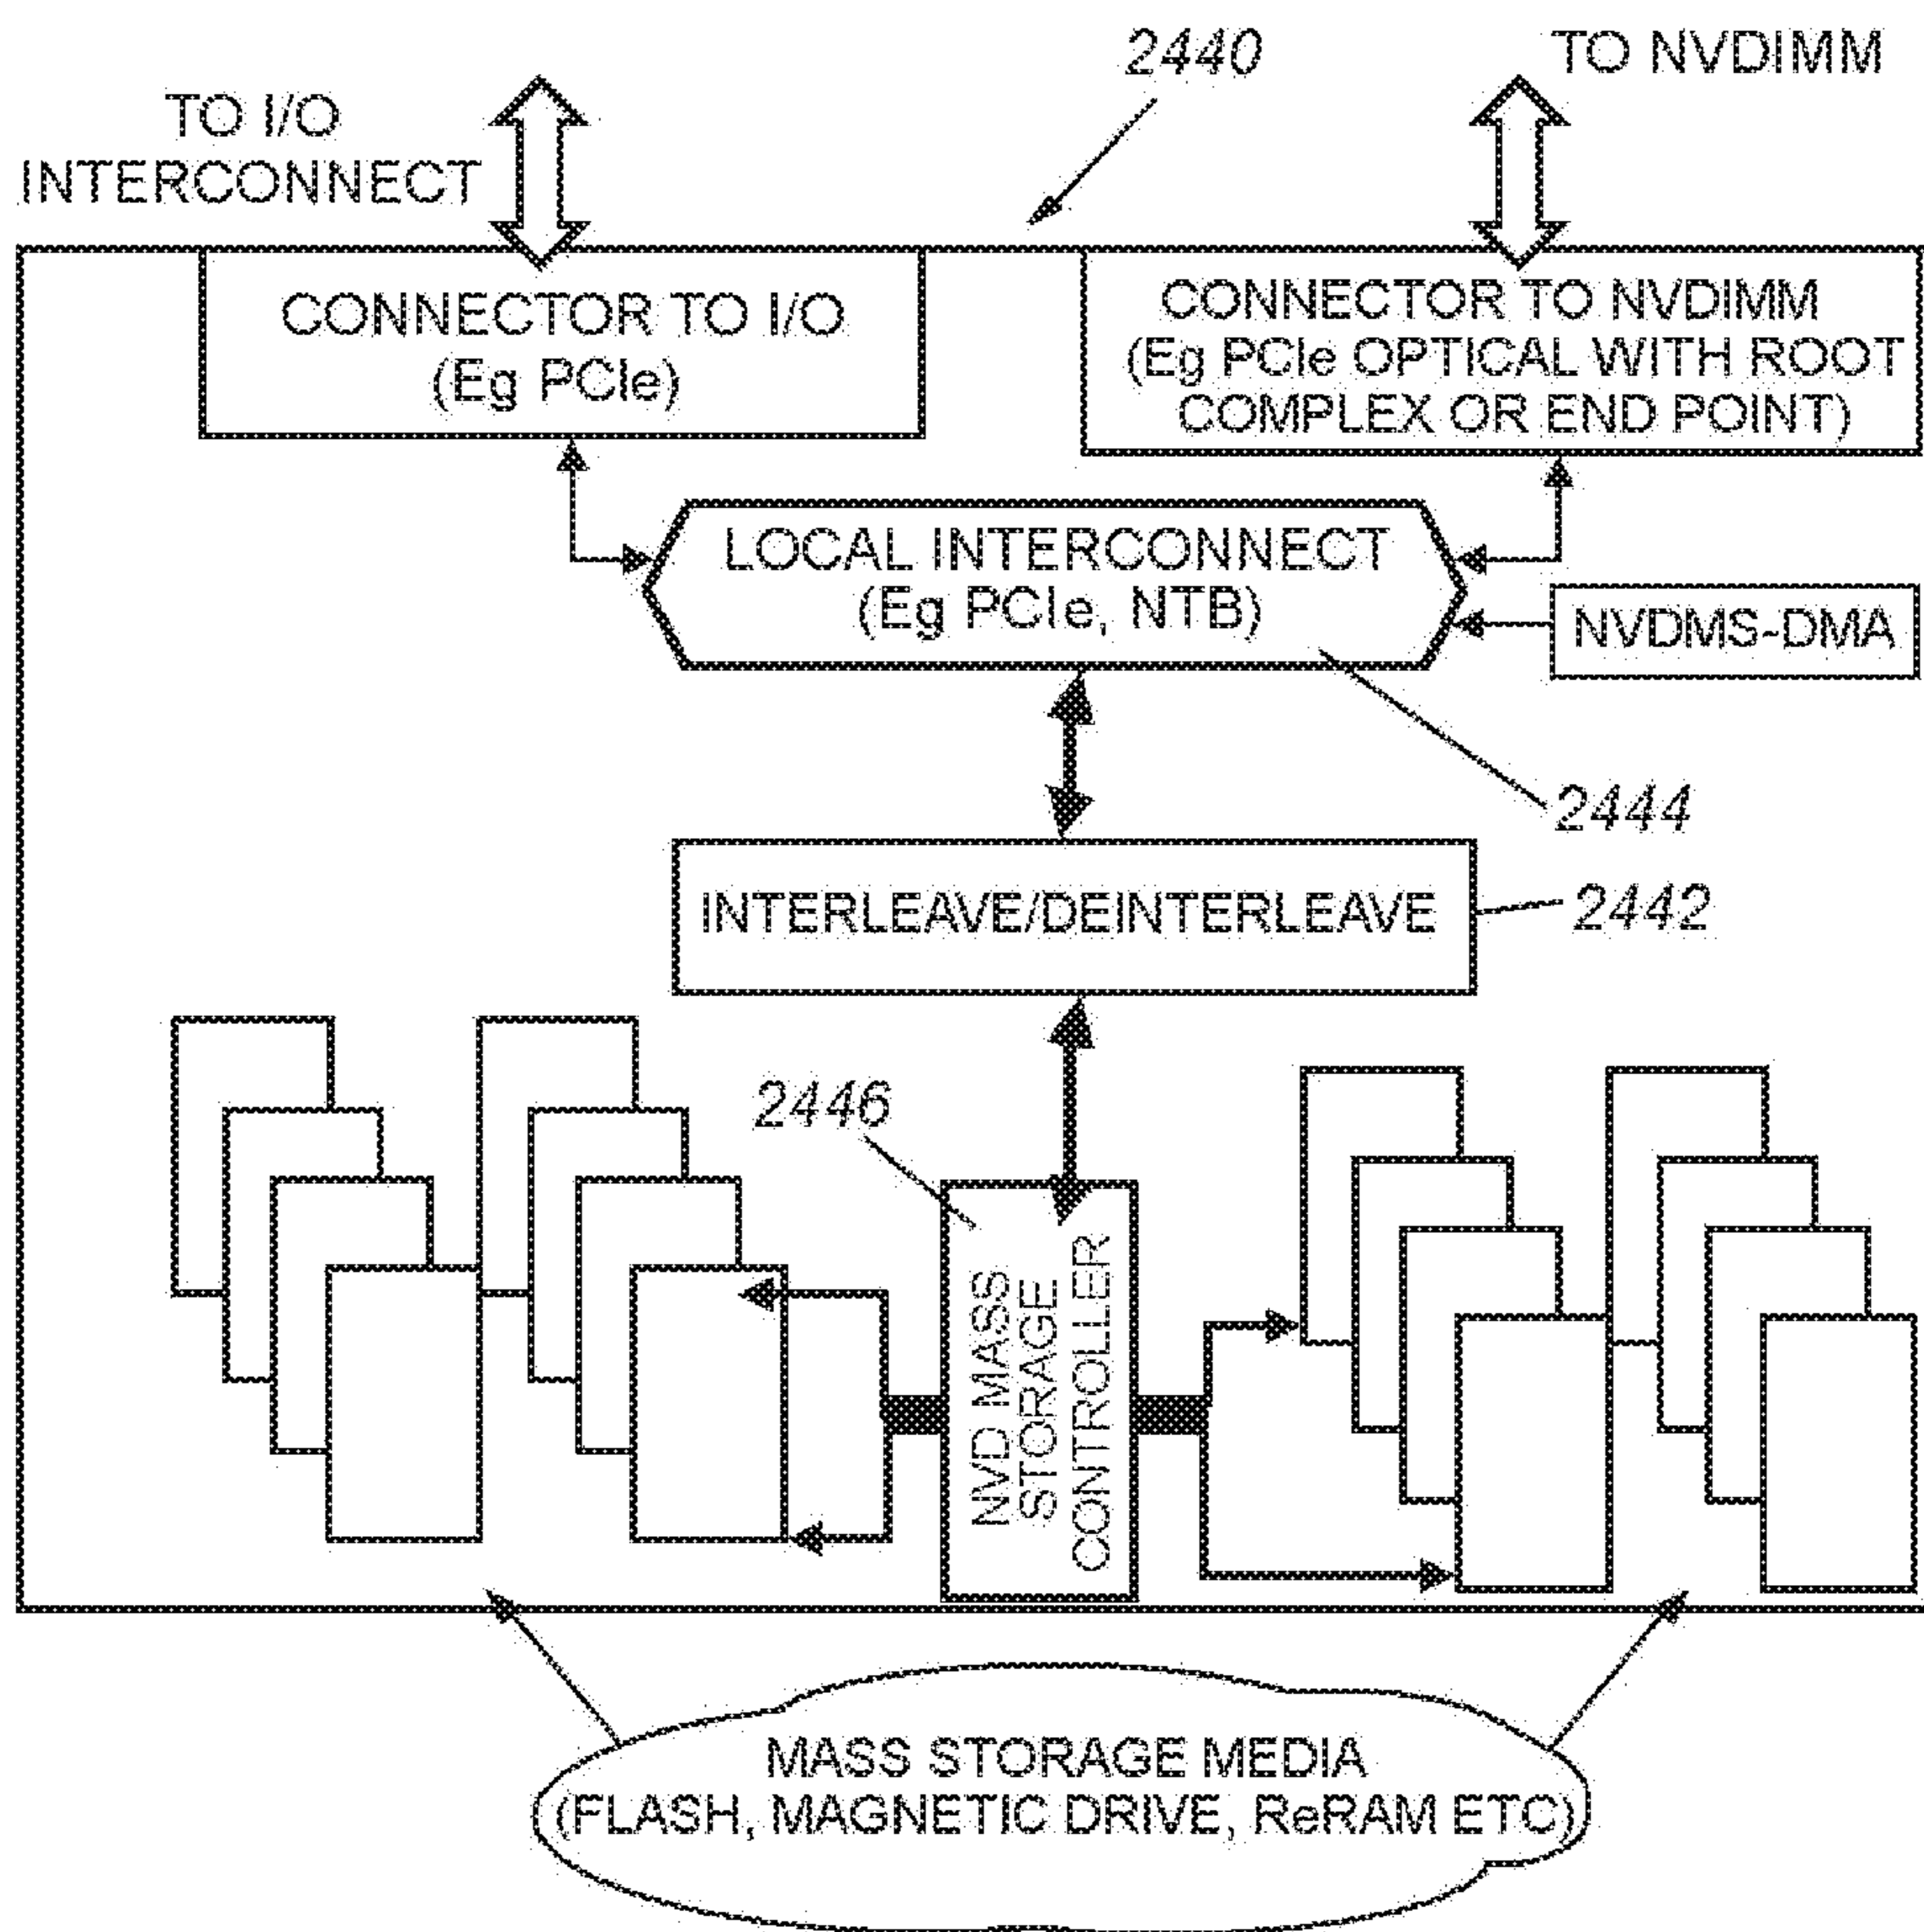 2440
TO NVDIMM
TO I/O
INTERCONNECT
CONNECTOR TO I/O
(Eg PCIe)
CONNECTOR TO NVDIMM
(Eg PCIe OPTICAL WITH ROOT
COMPLEX OR END POINT)
LOCAL INTERCONNECT
(Eg PCIe, NTB)
NVDMS-DMA
2444
INTERLEAVE/DEINTERLEAVE
2442
2446
NVD MASS
STORAGE
CONTROLLER
MASS STORAGE MEDIA
(FLASH, MAGNETIC DRIVE, ReRAM ETC)